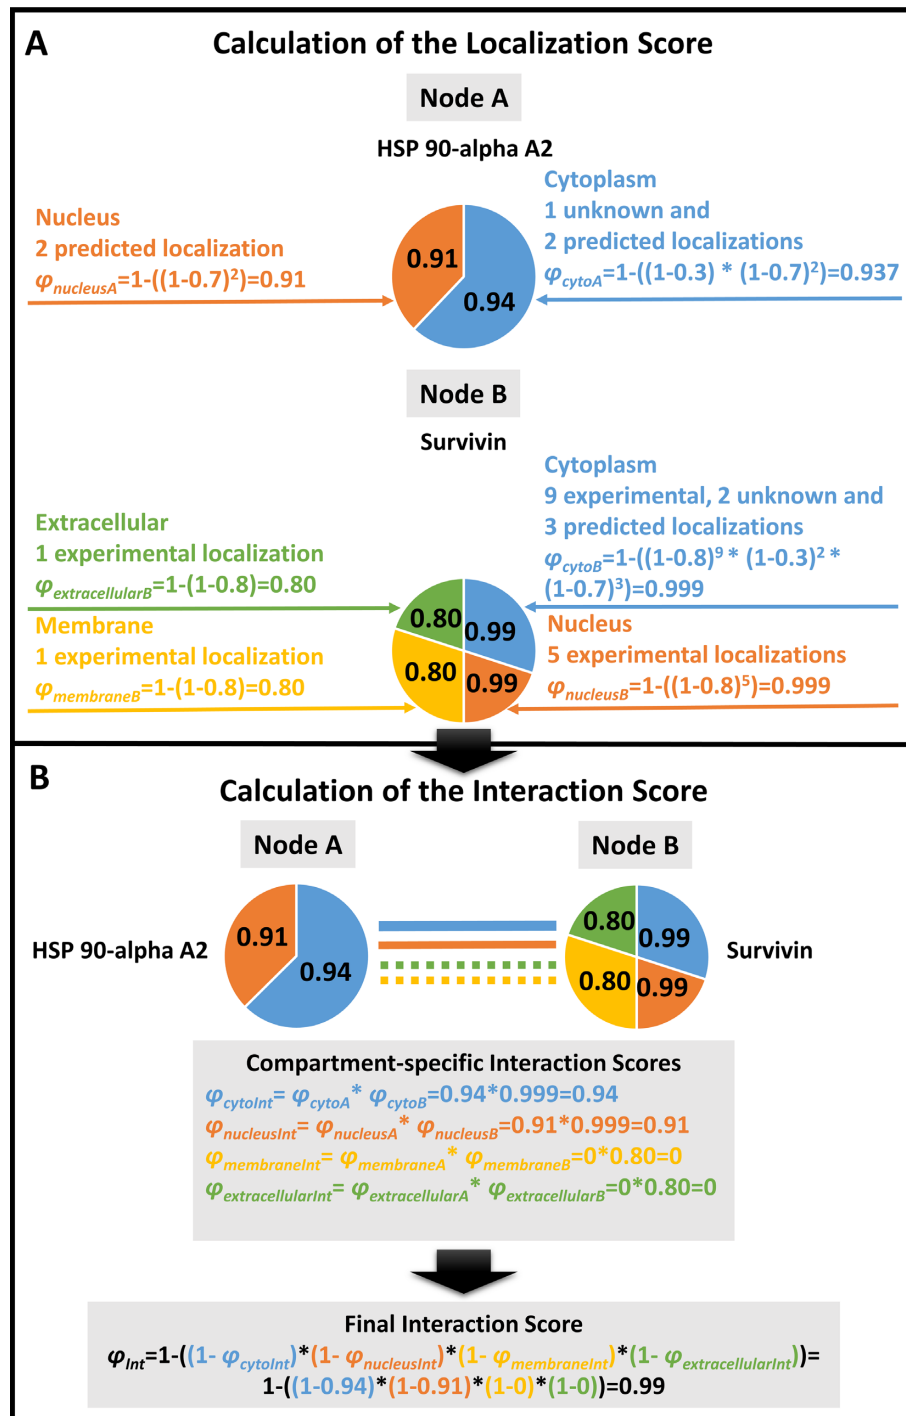 A
Calculation of the Localization Score
Node A
HSP 90-alpha A2
Nucleus
2 predicted localization
φnucleusA=1-((1-0.7)²)=0.91
Cytoplasm
1 unknown and
2 predicted localizations
φcytoA=1-((1-0.3) * (1-0.7)²)=0.937
0.91
0.94
Node B
Survivin
Extracellular
1 experimental localization
φextracellularB=1-(1-0.8)=0.80
Membrane
1 experimental localization
φmembraneB=1-(1-0.8)=0.80
Cytoplasm
9 experimental, 2 unknown and
3 predicted localizations
φcytoB=1-((1-0.8)⁹ * (1-0.3)² *
(1-0.7)³)=0.999
Nucleus
5 experimental localizations
φnucleusB=1-((1-0.8)⁵)=0.999
0.80
0.99
0.80
0.99
B
Calculation of the Interaction Score
Node A
Node B
HSP 90-alpha A2
0.91
0.94
0.80
0.99
0.80
0.99
Survivin
Compartment-specific Interaction Scores
φcytoInt= φcytoA* φcytoB=0.94*0.999=0.94
φnucleusInt= φnucleusA* φnucleusB=0.91*0.999=0.91
φmembraneInt= φmembraneA* φmembraneB=0*0.80=0
φextracellularInt= φextracellularA* φextracellularB=0*0.80=0
Final Interaction Score
φInt=1-((1- φcytoInt)*(1- φnucleusInt)*(1- φmembraneInt)*(1- φextracellularInt))=
1-((1-0.94)*(1-0.91)*(1-0)*(1-0))=0.99